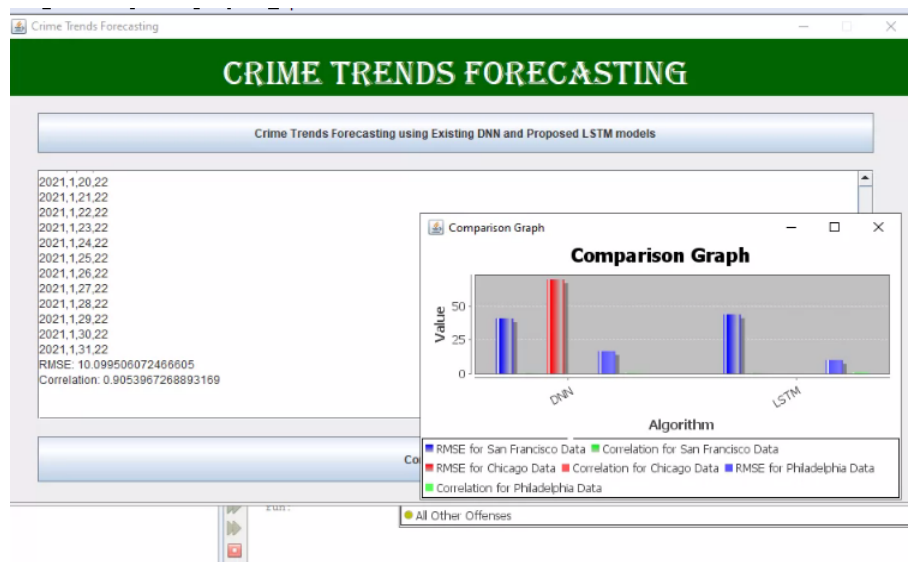 Crime Trends Forecasting
CRIME TRENDS FORECASTING
Crime Trends Forecasting using Existing DNN and Proposed LSTM models
2021,1,20,22
2021,1,21,22
2021,1,22,22
2021,1,23,22
2021,1,24,22
2021,1,25,22
2021,1,26,22
2021,1,27,22
2021,1,28,22
2021,1,29,22
2021,1,30,22
2021,1,31,22
RMSE: 10.099506072466605
Correlation: 0.9053967268893169
Comparison Graph
Comparison Graph
Value
50
25
0
DNN
LSTM
Algorithm
RMSE for San Francisco Data Correlation for San Francisco Data
RMSE for Chicago Data Correlation for Chicago Data RMSE for Philadelphia Data
Correlation for Philadelphia Data
Co
run:
All Other Offenses